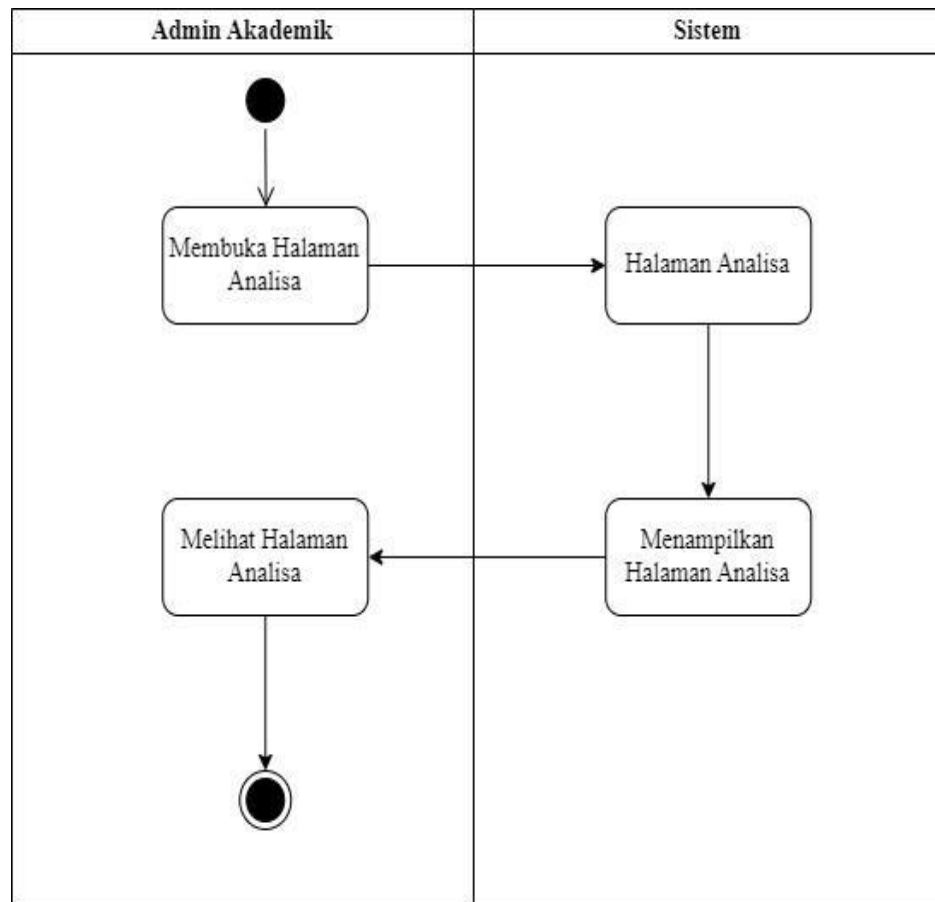 Admin Akademik
Sistem
Membuka Halaman
Analisa
Halaman Analisa
Melihat Halaman
Analisa
Menampilkan
Halaman Analisa